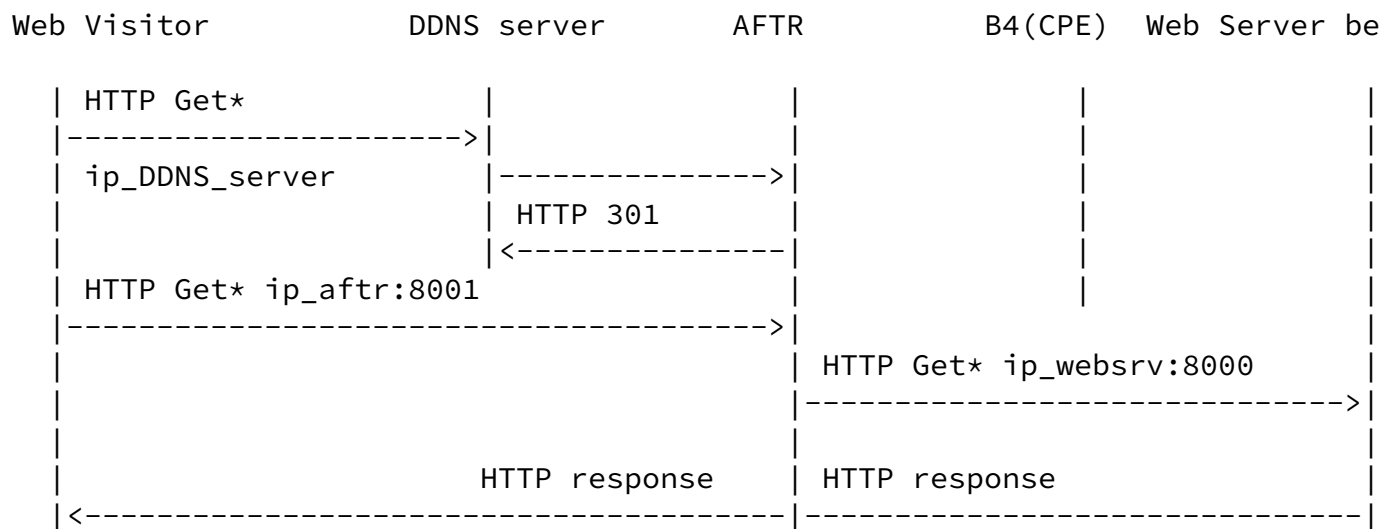 Web Visitor DDNS server AFTR B4(CPE) Web Server be
HTTP Get*
ip_DDNS_server
HTTP 301
HTTP Get* ip_aftr:8001
HTTP Get* ip_websrv:8000
HTTP response HTTP response